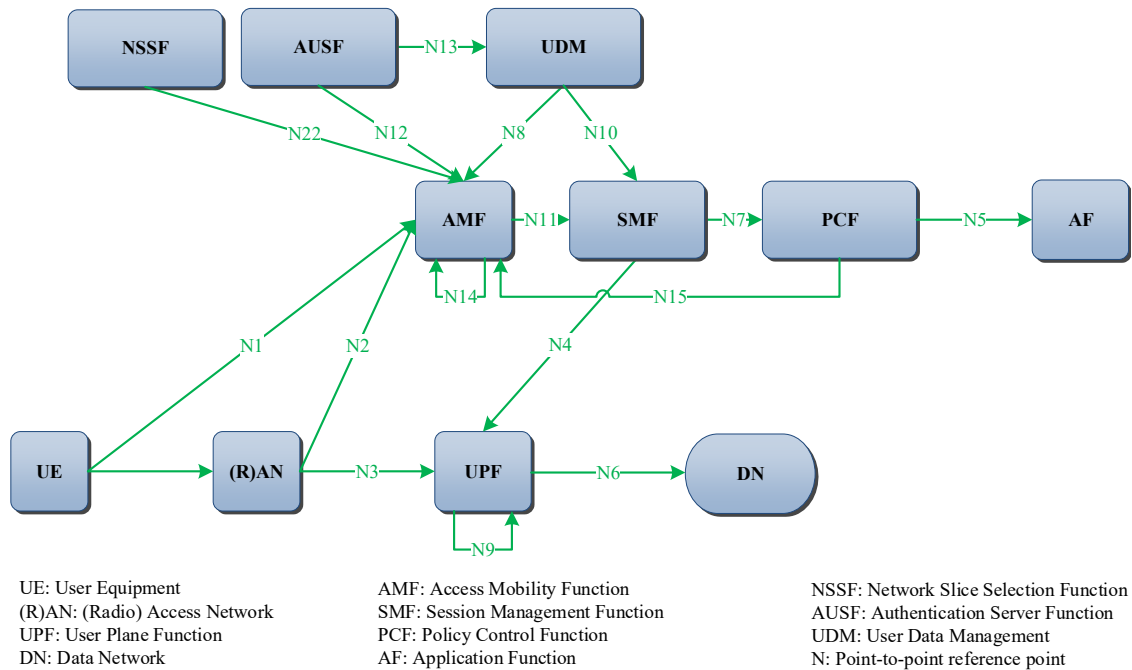 NSSF
AUSF
N13
UDM
N22
N12
N8
N10
AMF
N11
SMF
N7
PCF
N5
AF
N14
N15
N1
N2
N4
UE
(R)AN
N3
UPF
N6
DN
N9
UE: User Equipment
(R)AN: (Radio) Access Network
UPF: User Plane Function
DN: Data Network
AMF: Access Mobility Function
SMF: Session Management Function
PCF: Policy Control Function
AF: Application Function
NSSF: Network Slice Selection Function
AUSF: Authentication Server Function
UDM: User Data Management
N: Point-to-point reference point